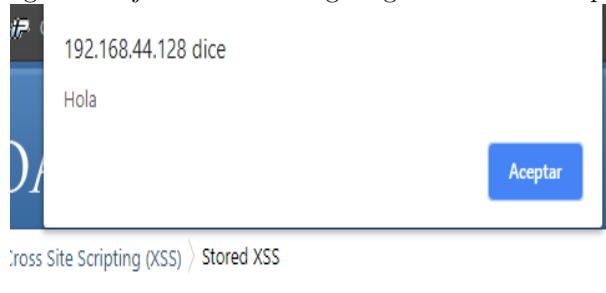 192.168.44.128 dice
Hola
Aceptar
Cross Site Scripting (XSS) Stored XSS